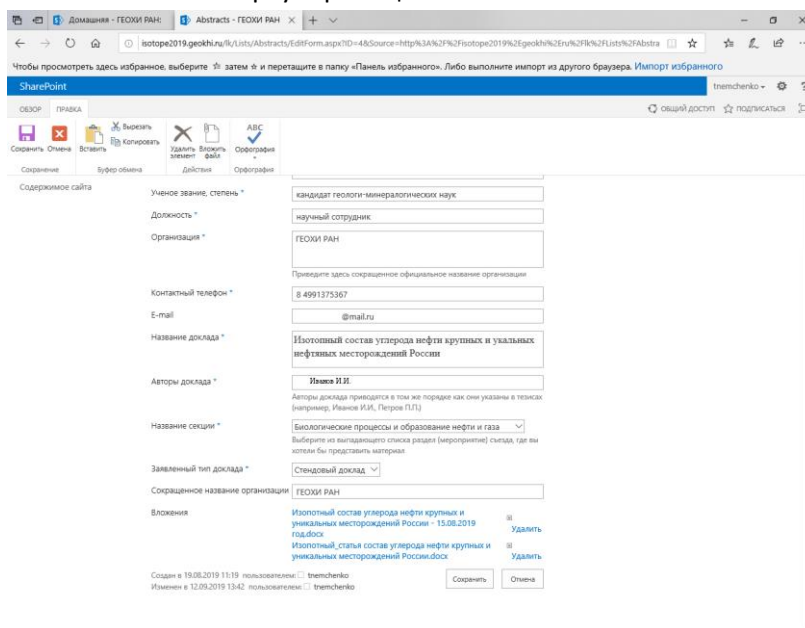 Домашняя - ГЕОХИ РАН:
Abstracts - ГЕОХИ РАН
isotope2019.geokhi.ru/lk/Lists/Abstracts/EditForm.aspx?ID=4&Source=http%3A%2F%2Fisotope2019%2Egeokhi%2Eru%2Flk%2FLists%2FAbstra
Чтобы просмотреть здесь избранное, выберите затем и перетащите в папку «Панель избранного». Либо выполните импорт из другого браузера. Импорт избранного
SharePoint
tnemchenko
?
ОБЗОР ПРАВКА
ОБЩИЙ ДОСТУП ПОДПИСАТЬСЯ
Сохранить Отмена Вставить Вырезать Копировать Удалить элемент Вложить файл ABC Орфография
Сохранение Буфер обмена Действия Орфография
Содержимое сайта
Ученое звание, степень *
кандидат геологи-минералогических наук
Должность *
научный сотрудник
Организация *
ГЕОХИ РАН
Приведите здесь сокращенное официальное название организации
Контактный телефон *
8 4991375367
E-mail
@mail.ru
Название доклада *
Изотопный состав углерода нефти крупных и укальных
нефтяных месторождений России
Авторы доклада *
Иванов И.И.
Авторы доклада приводятся в том же порядке как они указаны в тезисах
(например; Иванов И.И., Петров П.П.)
Название секции *
Биологические процессы и образование нефти и газа
Выберите из выпадающего списка раздел (мероприятие) съезда, где вы
хотели бы представить материал
Заявленный тип доклада *
Стендовый доклад
Сокращенное название организации
ГЕОХИ РАН
Вложения
Изопотный состав углерода нефти крупных и
уникальных месторождений России - 15.08.2019
год.docx
Удалить
Изопотный_статья состав углерода нефти крупных и
уникальных месторождений России.docx
Удалить
Создан в 19.08.2019 11:19 пользователем: tnemchenko
Изменен в 12.09.2019 13:42 пользователем: tnemchenko
Сохранить Отмена